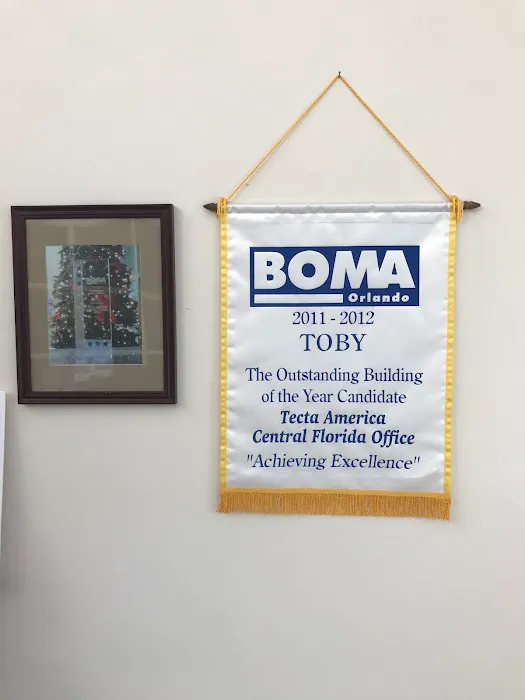 BOMA
Orlando
2011 - 2012
TOBY
The Outstanding Building
of the Year Candidate
Tecta America
Central Florida Office
"Achieving Excellence"